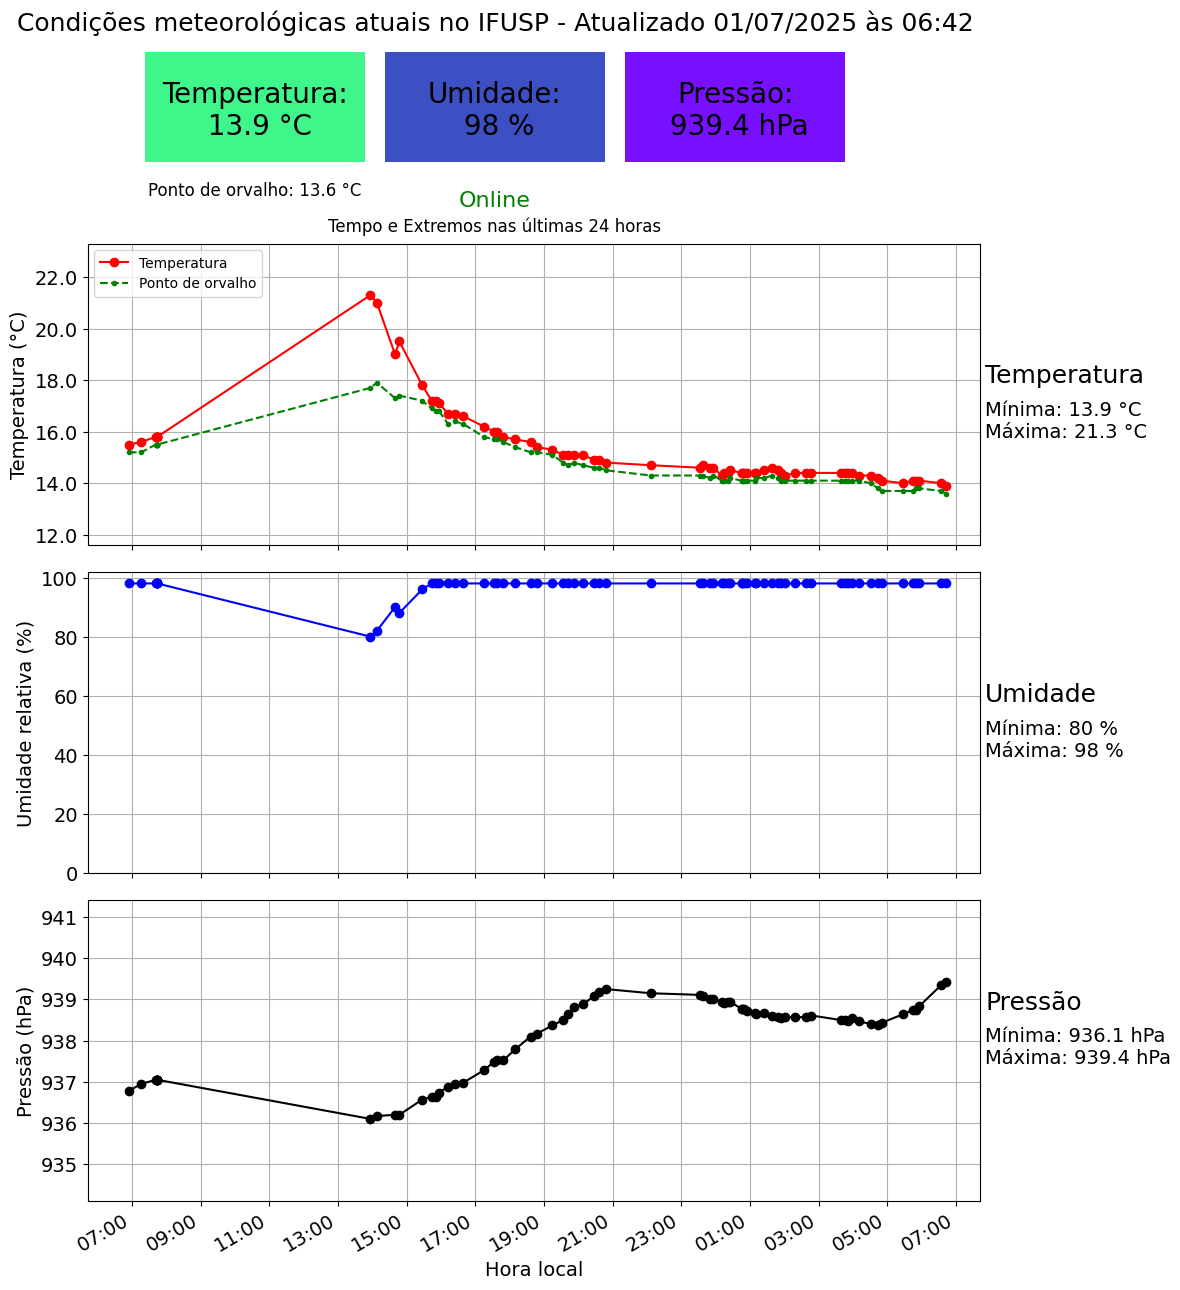 Condições meteorológicas atuais no IFUSP - Atualizado 01/07/2025 às 06:42
Temperatura:
13.9 °C
Umidade:
98 %
Pressão:
939.4 hPa
Ponto de orvalho: 13.6 °C
Online
Tempo e Extremos nas últimas 24 horas
Temperatura
Ponto de orvalho
Temperatura (°C)
22.0
20.0
18.0
16.0
14.0
12.0
Temperatura
Mínima: 13.9 °C
Máxima: 21.3 °C
Umidade relativa (%)
100
80
60
40
20
0
Umidade
Mínima: 80 %
Máxima: 98 %
Pressão (hPa)
941
940
939
938
937
936
935
Pressão
Mínima: 936.1 hPa
Máxima: 939.4 hPa
07:00 09:00 11:00 13:00 15:00 17:00 19:00 21:00 23:00 01:00 03:00 05:00 07:00
Hora local